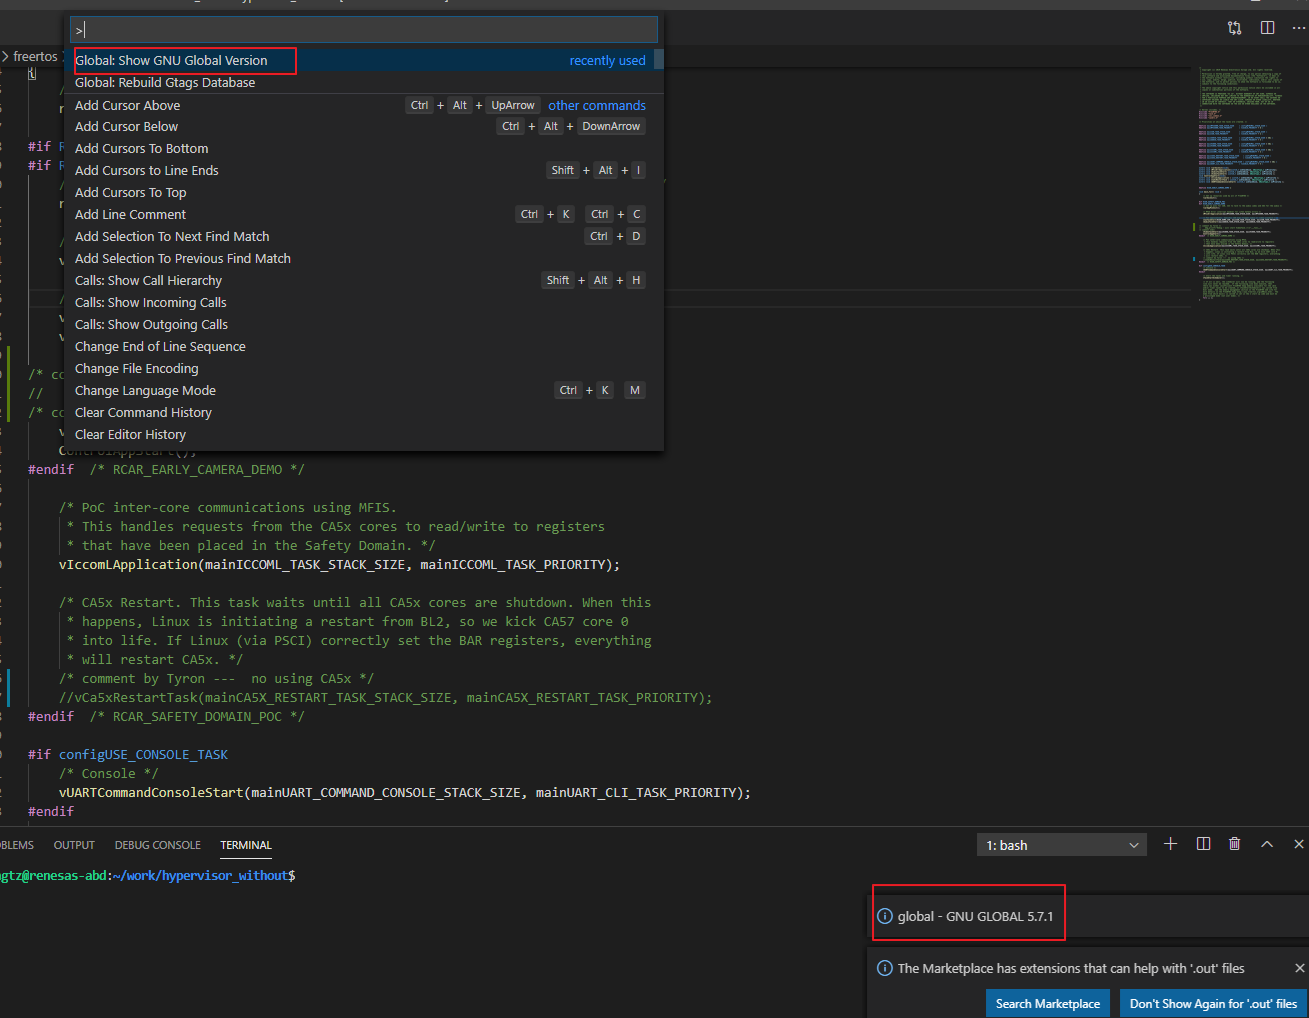 >
Global: Show GNU Global Version recently used
Global: Rebuild Gtags Database
Add Cursor Above Ctrl + Alt + UpArrow other commands
Add Cursor Below Ctrl + Alt + DownArrow
Add Cursors To Bottom
Add Cursors to Line Ends Shift + Alt + I
Add Cursors To Top
Add Line Comment Ctrl + K Ctrl + C
Add Selection To Next Find Match Ctrl + D
Add Selection To Previous Find Match
Calls: Show Call Hierarchy Shift + Alt + H
Calls: Show Incoming Calls
Calls: Show Outgoing Calls
Change End of Line Sequence
Change File Encoding
Change Language Mode Ctrl + K M
Clear Command History
Clear Editor History
freertos
{
#if
#if
/*
//
/*
#endif /* RCAR_EARLY_CAMERA_DEMO */
/* PoC inter-core communications using MFIS.
* This handles requests from the CA5x cores to read/write to registers
* that have been placed in the Safety Domain. */
vIccomLApplication(mainICCOML_TASK_STACK_SIZE, mainICCOML_TASK_PRIORITY);
/* CA5x Restart. This task waits until all CA5x cores are shutdown. When this
* happens, Linux is initiating a restart from BL2, so we kick CA57 core 0
* into life. If Linux (via PSCI) correctly set the BAR registers, everything
* will restart CA5x. */
/* comment by Tyron --- no using CA5x */
//vCa5xRestartTask(mainCA5X_RESTART_TASK_STACK_SIZE, mainCA5X_RESTART_TASK_PRIORITY);
#endif /* RCAR_SAFETY_DOMAIN_POC */
#if configUSE_CONSOLE_TASK
/* Console */
vUARTCommandConsoleStart(mainUART_COMMAND_CONSOLE_STACK_SIZE, mainUART_CLI_TASK_PRIORITY);
#endif
OUTPUT DEBUG CONSOLE TERMINAL 1: bash
gtz@renesas-abd:~/work/hypervisor_without$
global - GNU GLOBAL 5.7.1
The Marketplace has extensions that can help with '.out' files
Search Marketplace Don't Show Again for '.out' files